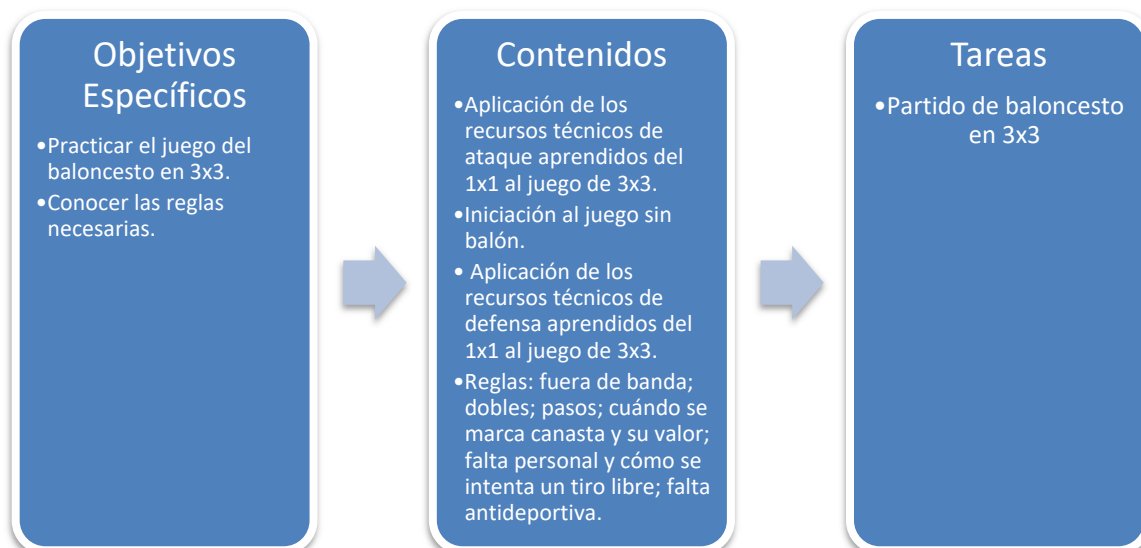 Objetivos
Específicos
•Practicar el juego del
baloncesto en 3x3.
•Conocer las reglas
necesarias.
Contenidos
•Aplicación de los
recursos técnicos de
ataque aprendidos del
1x1 al juego de 3x3.
•Iniciación al juego sin
balón.
• Aplicación de los
recursos técnicos de
defensa aprendidos del
1x1 al juego de 3x3.
•Reglas: fuera de banda;
dobles; pasos; cuándo se
marca canasta y su valor;
falta personal y cómo se
intenta un tiro libre; falta
antideportiva.
Tareas
•Partido de baloncesto
en 3x3